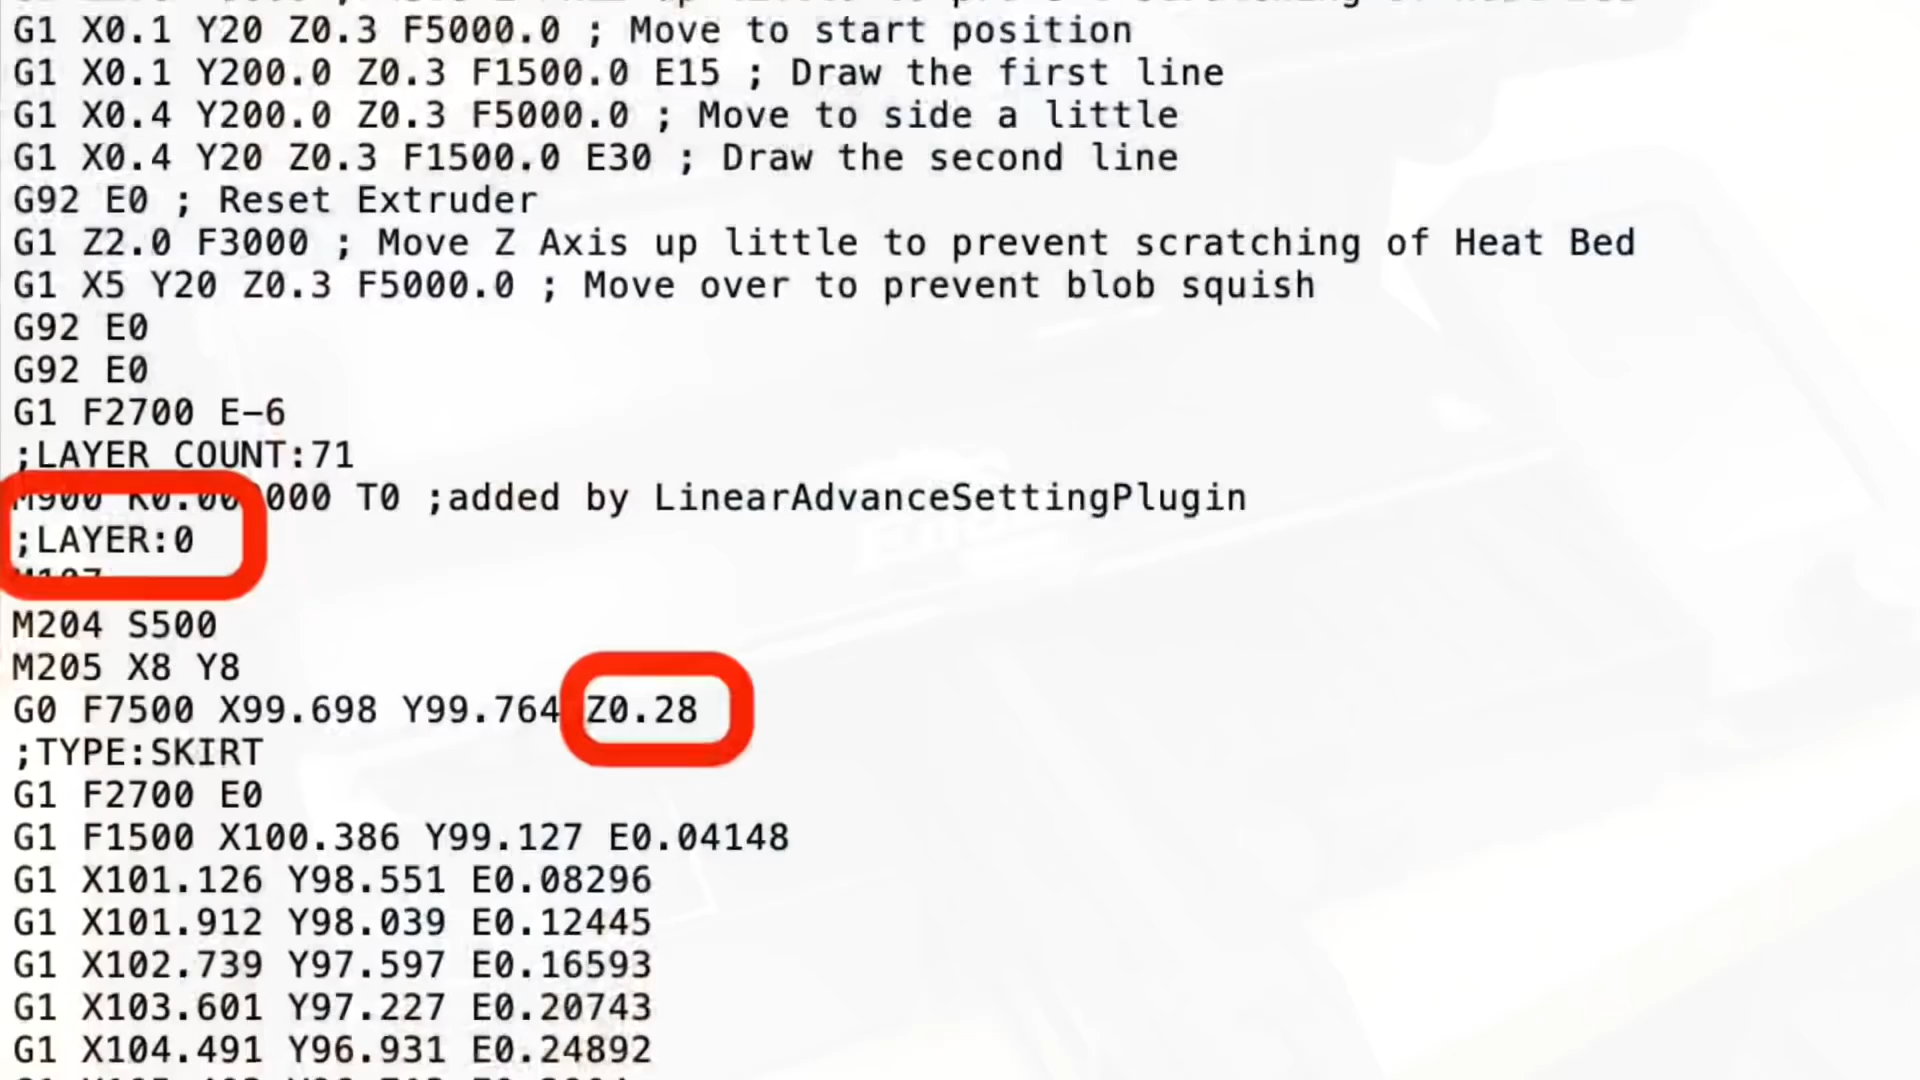 G1 X0.1 Y20 Z0.3 F5000.0 ; Move to start position
G1 X0.1 Y200.0 Z0.3 F1500.0 E15 ; Draw the first line
G1 X0.4 Y200.0 Z0.3 F5000.0 ; Move to side a little
G1 X0.4 Y20 Z0.3 F1500.0 E30 ; Draw the second line
G92 E0 ; Reset Extruder
G1 Z2.0 F3000 ; Move Z Axis up little to prevent scratching of Heat Bed
G1 X5 Y20 Z0.3 F5000.0 ; Move over to prevent blob squish
G92 E0
G92 E0
G1 F2700 E-6
;LAYER COUNT:71
M900 K0.000000 T0 ;added by LinearAdvanceSettingPlugin
;LAYER:0
M107
M204 S500
M205 X8 Y8
G0 F7500 X99.698 Y99.764 Z0.28
;TYPE:SKIRT
G1 F2700 E0
G1 F1500 X100.386 Y99.127 E0.04148
G1 X101.126 Y98.551 E0.08296
G1 X101.912 Y98.039 E0.12445
G1 X102.739 Y97.597 E0.16593
G1 X103.601 Y97.227 E0.20743
G1 X104.491 Y96.931 E0.24892